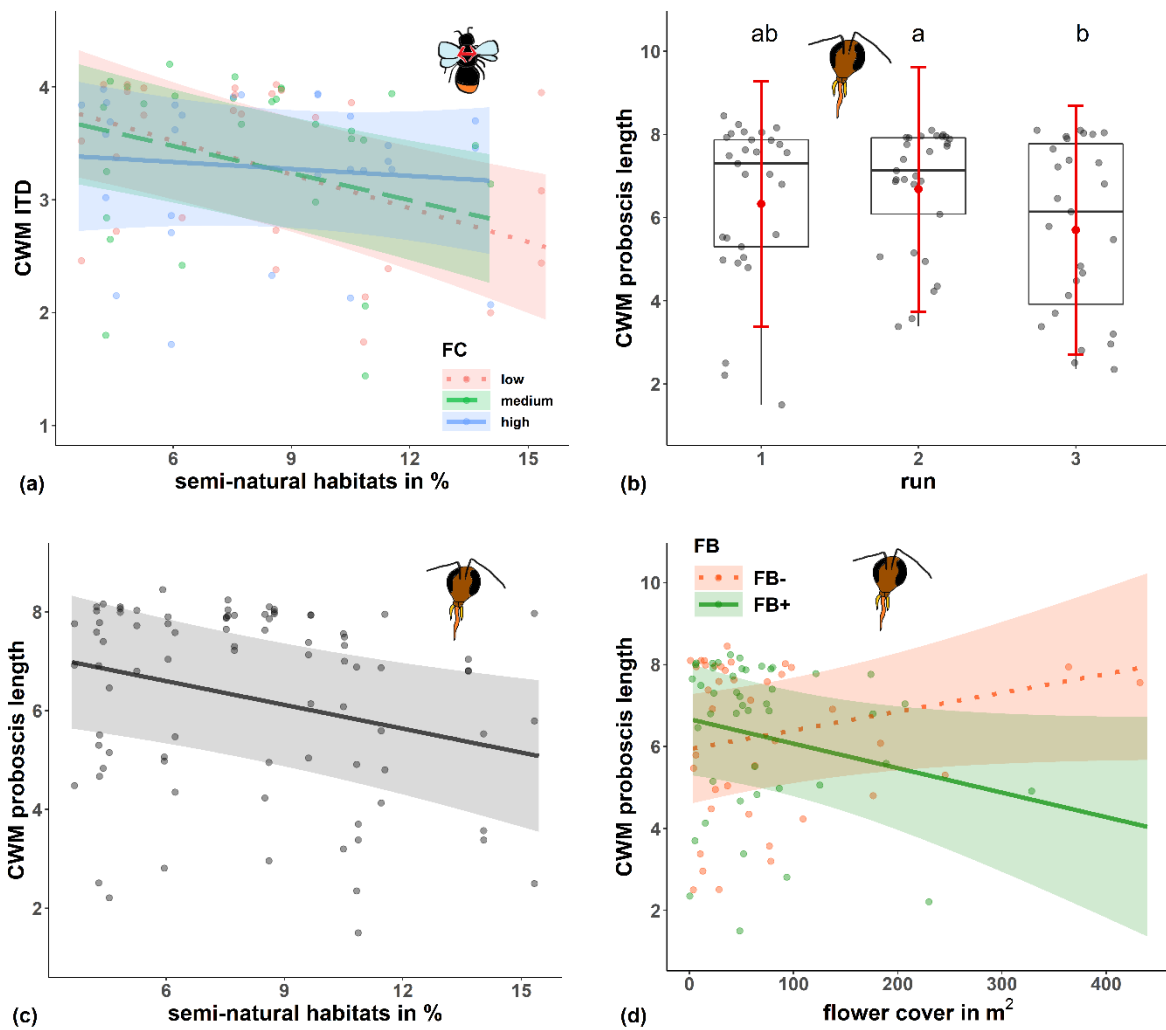 4
3
2
1
CWM ITD
FC
low
medium
high
6
9
12
15
semi-natural habitats in %
(a)
ab
a
b
10
8
6
4
2
CWM proboscis length
1
2
3
run
(b)
8
6
4
2
CWM proboscis length
6
9
12
15
semi-natural habitats in %
(c)
FB
FB-
FB+
10
8
6
4
2
CWM proboscis length
0
100
200
300
400
flower cover in m²
(d)